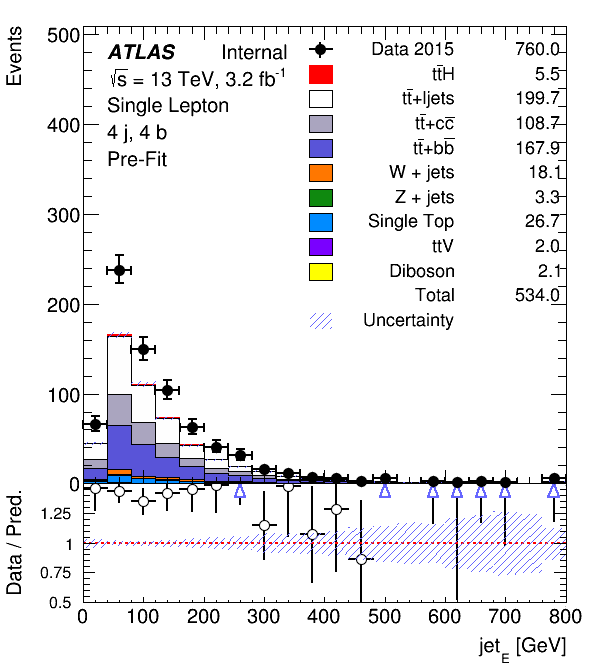 ATLAS Internal
√s = 13 TeV, 3.2 fb⁻¹
Single Lepton
4 j, 4 b
Pre-Fit
Data 2015 760.0
tt̅H 5.5
tt̅+ljets 199.7
tt̅+cc̅ 108.7
tt̅+bb̅ 167.9
W + jets 18.1
Z + jets 3.3
Single Top 26.7
ttV 2.0
Diboson 2.1
Total 534.0
Uncertainty
Events
500
400
300
200
100
0
Data / Pred.
1.25
1
0.75
0.5
0 100 200 300 400 500 600 700 800
jet_E [GeV]